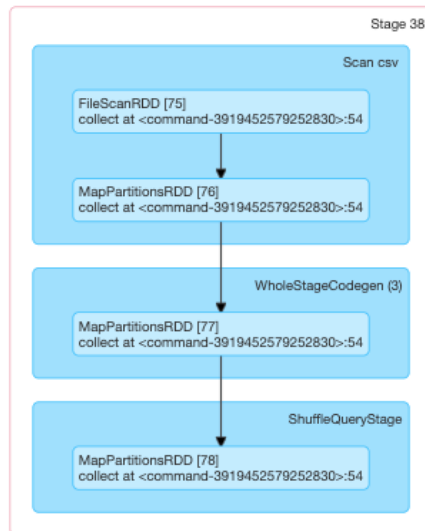 Stage 38
Scan csv
FileScanRDD [75]
collect at <command-3919452579252830>:54
MapPartitionsRDD [76]
collect at <command-3919452579252830>:54
WholeStageCodegen (3)
MapPartitionsRDD [77]
collect at <command-3919452579252830>:54
ShuffleQueryStage
MapPartitionsRDD [78]
collect at <command-3919452579252830>:54